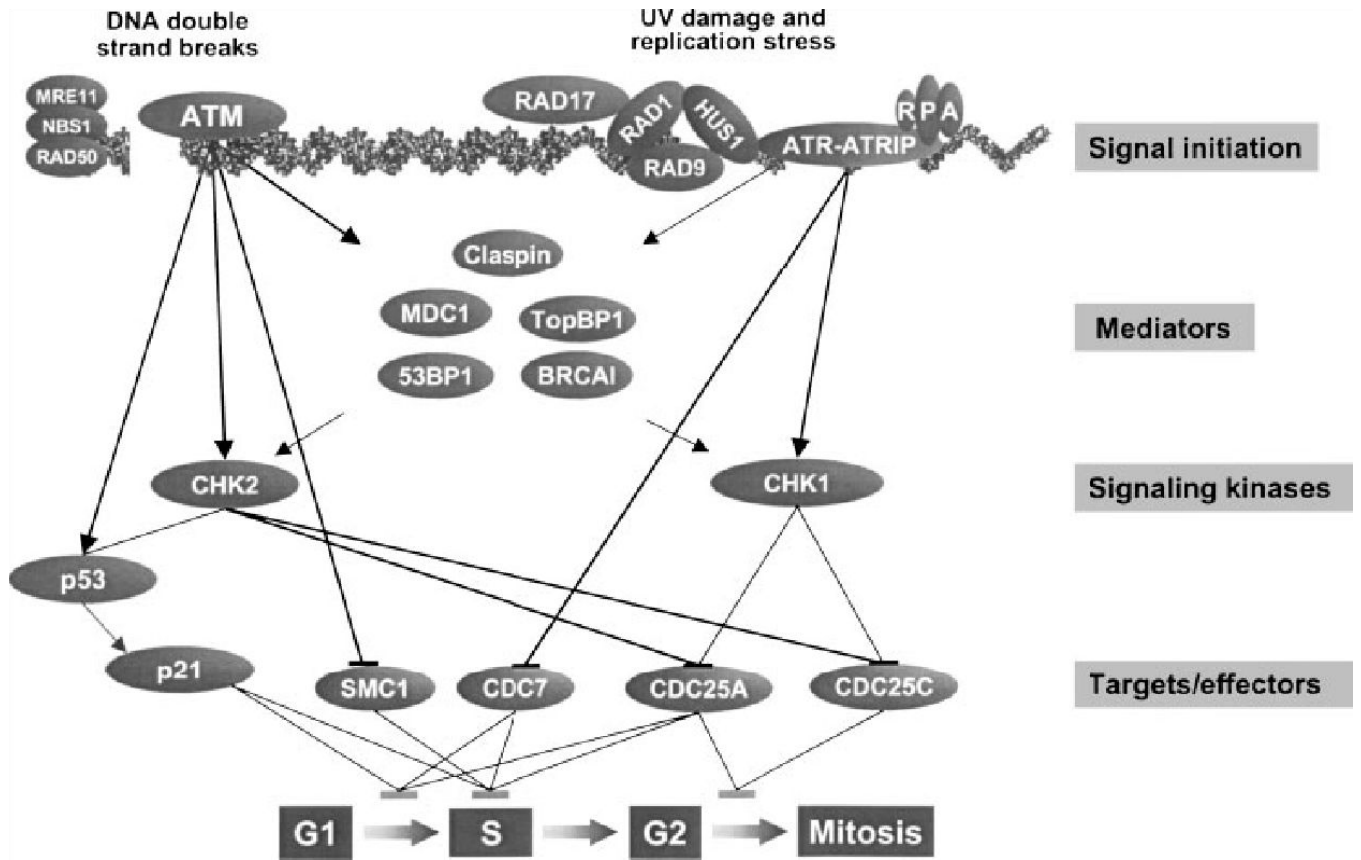 DNA double
strand breaks
UV damage and
replication stress
MRE11
NBS1
RAD50
ATM
RAD17
RAD1
HUS1
RAD9
ATR-ATRIP
RPA
Signal initiation
Claspin
MDC1
TopBP1
53BP1
BRCAI
Mediators
CHK2
CHK1
Signaling kinases
p53
p21
SMC1
CDC7
CDC25A
CDC25C
Targets/effectors
G1
S
G2
Mitosis